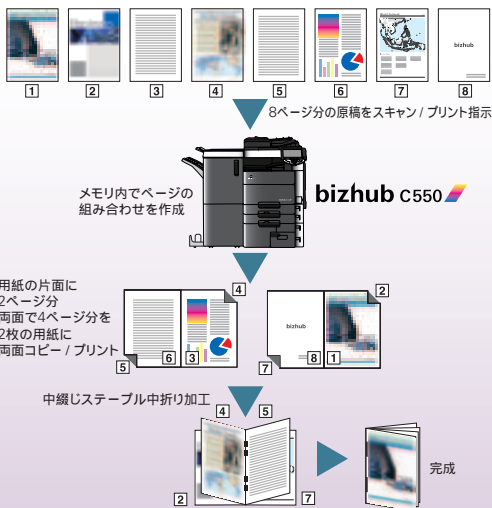 1 2 3 4 5 6 7 8
bizhub
8ページ分の原稿をスキャン / プリント指示
メモリ内でページの
組み合わせを作成
bizhub C550
用紙の片面に
2ページ分
両面で4ページ分を
2枚の用紙に
両面コピー / プリント
4
5 6 3
2
bizhub
7 8 1
中綴じステープル中折り加工
4 5
2 7
完成